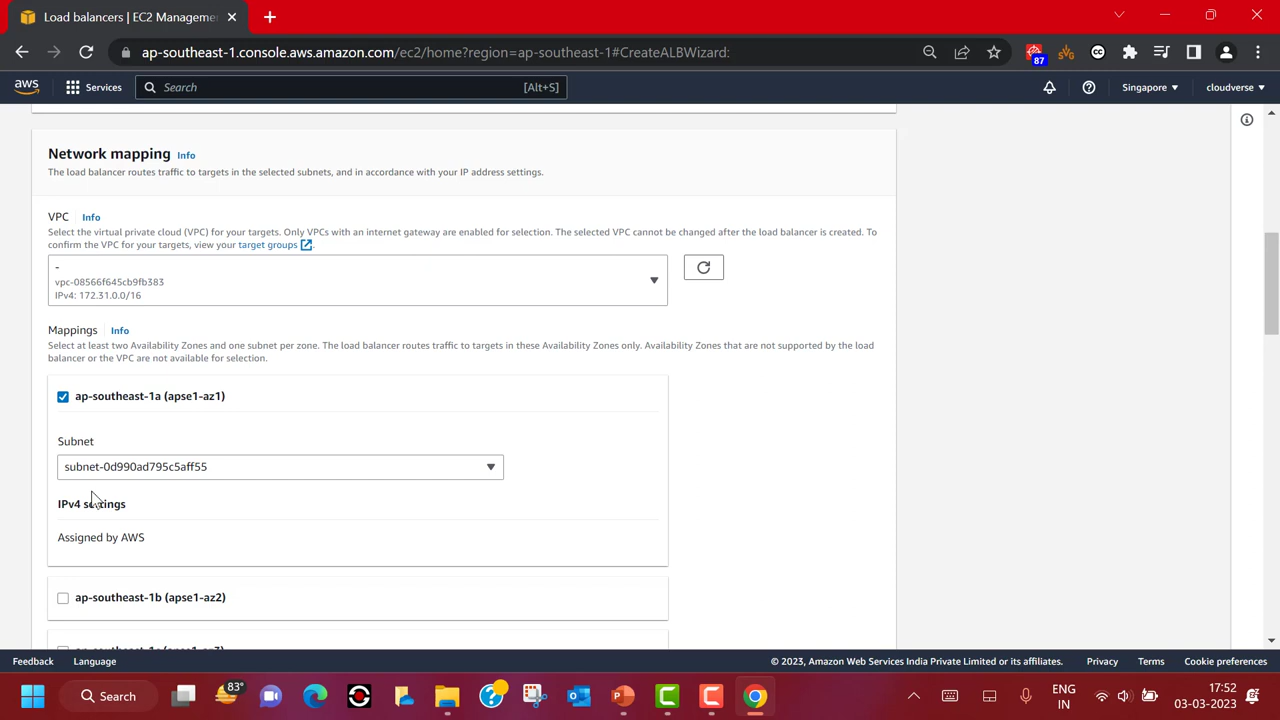 Load balancers | EC2 Manageme
ap-southeast-1.console.aws.amazon.com/ec2/home?region=ap-southeast-1#CreateALBWizard:
87
SVG
CC
aws
Services
Search
[Alt+S]
Singapore
cloudverse
Network mapping Info
The load balancer routes traffic to targets in the selected subnets, and in accordance with your IP address settings.
VPC Info
Select the virtual private cloud (VPC) for your targets. Only VPCs with an internet gateway are enabled for selection. The selected VPC cannot be changed after the load balancer is created. To
confirm the VPC for your targets, view your target groups.
-
vpc-08566f645cb9fb383
IPv4: 172.31.0.0/16
Mappings Info
Select at least two Availability Zones and one subnet per zone. The load balancer routes traffic to targets in these Availability Zones only. Availability Zones that are not supported by the load
balancer or the VPC are not available for selection.
ap-southeast-1a (apse1-az1)
Subnet
subnet-0d990ad795c5aff55
IPv4 settings
Assigned by AWS
ap-southeast-1b (apse1-az2)
Feedback
Language
© 2023, Amazon Web Services India Private Limited or its affiliates.
Privacy
Terms
Cookie preferences
Search
83°
ENG
IN
17:52
03-03-2023